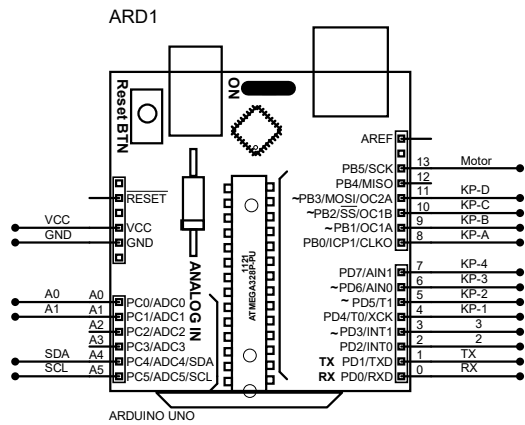 ARD1
Reset BTN
ON
AREF
PB5/SCK 13 Motor
PB4/MISO 12
RESET
~PB3/MOSI/OC2A 11 KP-D
~PB2/SS/OC1B 10 KP-C
VCC VCC
~PB1/OC1A 9 KP-B
GND GND
PB0/ICP1/CLKO 8 KP-A
1121
ATMEGA328P-PU
ANALOG IN
PD7/AIN1 7 KP-4
~PD6/AIN0 6 KP-3
A0 A0 PC0/ADC0
~PD5/T1 5 KP-2
A1 A1 PC1/ADC1
PD4/T0/XCK 4 KP-1
A2 PC2/ADC2
~PD3/INT1 3 3
A3 PC3/ADC3
PD2/INT0 2 2
SDA A4 PC4/ADC4/SDA
TX PD1/TXD 1 TX
SCL A5 PC5/ADC5/SCL
RX PD0/RXD 0 RX
ARDUINO UNO